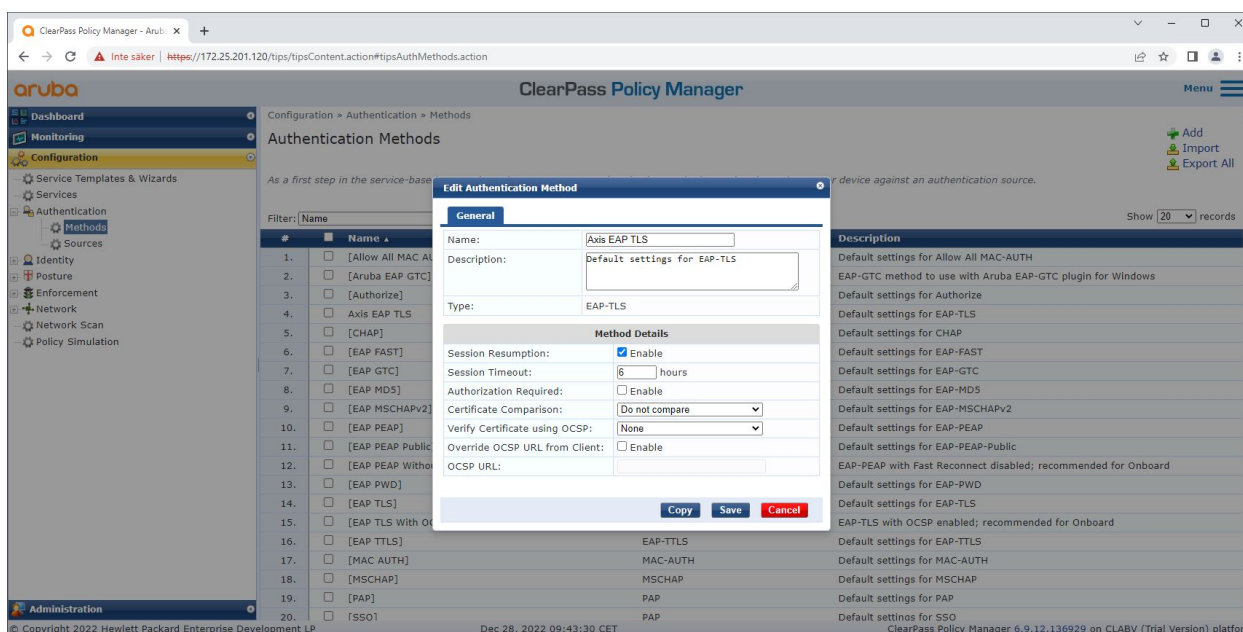 ClearPass Policy Manager - Arub
Inte säker | https://172.25.201.120/tips/tipsContent.action#tipsAuthMethods.action
aruba
ClearPass Policy Manager
Menu
Dashboard
Monitoring
Configuration
Service Templates & Wizards
Services
Authentication
Methods
Sources
Identity
Posture
Enforcement
Network
Network Scan
Policy Simulation
Administration
Configuration » Authentication » Methods
Authentication Methods
Add
Import
Export All
As a first step in the service-base
r device against an authentication source.
Filter: Name
Show 20 records
# Name Description
1. [Allow All MAC AU Default settings for Allow All MAC-AUTH
2. [Aruba EAP GTC] EAP-GTC method to use with Aruba EAP-GTC plugin for Windows
3. [Authorize] Default settings for Authorize
4. Axis EAP TLS Default settings for EAP-TLS
5. [CHAP] Default settings for CHAP
6. [EAP FAST] Default settings for EAP-FAST
7. [EAP GTC] Default settings for EAP-GTC
8. [EAP MD5] Default settings for EAP-MD5
9. [EAP MSCHAPv2] Default settings for EAP-MSCHAPv2
10. [EAP PEAP] Default settings for EAP-PEAP
11. [EAP PEAP Public Default settings for EAP-PEAP-Public
12. [EAP PEAP Witho EAP-PEAP with Fast Reconnect disabled; recommended for Onboard
13. [EAP PWD] Default settings for EAP-PWD
14. [EAP TLS] Default settings for EAP-TLS
15. [EAP TLS With OC EAP-TLS with OCSP enabled; recommended for Onboard
16. [EAP TTLS] EAP-TTLS Default settings for EAP-TTLS
17. [MAC AUTH] MAC-AUTH Default settings for MAC-AUTH
18. [MSCHAP] MSCHAP Default settings for MSCHAP
19. [PAP] PAP Default settings for PAP
20. [SSO] PAP Default settings for SSO
Edit Authentication Method
General
Name: Axis EAP TLS
Description: Default settings for EAP-TLS
Type: EAP-TLS
Method Details
Session Resumption: Enable
Session Timeout: 6 hours
Authorization Required: Enable
Certificate Comparison: Do not compare
Verify Certificate using OCSP: None
Override OCSP URL from Client: Enable
OCSP URL:
Copy Save Cancel
© Copyright 2022 Hewlett Packard Enterprise Development LP
Dec 28, 2022 09:43:30 CET
ClearPass Policy Manager 6.9.12.136929 on CLABV (Trial Version) platfor